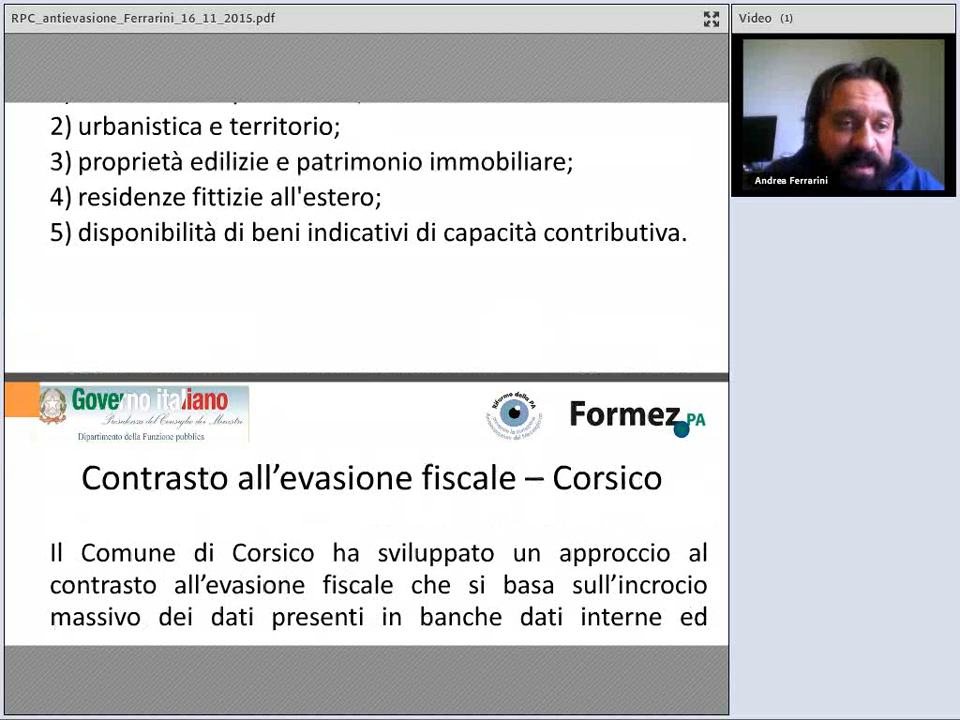 RPC_antievasione_Ferrarini_16_11_2015.pdf
Video (1)
Andrea Ferrarini
2) urbanistica e territorio;
3) proprietà edilizie e patrimonio immobiliare;
4) residenze fittizie all'estero;
5) disponibilità di beni indicativi di capacità contributiva.
Governo italiano
Presidenza del Consiglio dei Ministri
Dipartimento della Funzione pubblica
Riforme della PA
Formez PA
Contrasto all’evasione fiscale – Corsico
Il Comune di Corsico ha sviluppato un approccio al
contrasto all’evasione fiscale che si basa sull’incrocio
massivo dei dati presenti in banche dati interne ed